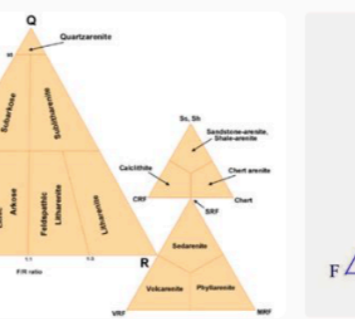 Q
Quartzarenite
Subarkose
Sublitharenite
Arkose
Feldspathic
Litharenite
Litharenite
F/R ratio
Ss, Sh
Sandstone-arenite,
Shale-arenite
Calclithite
Chert arenite
CRF
Chert
SRF
R
Sedarenite
Volcarenite
Phyllarenite
VRF
MRF
F